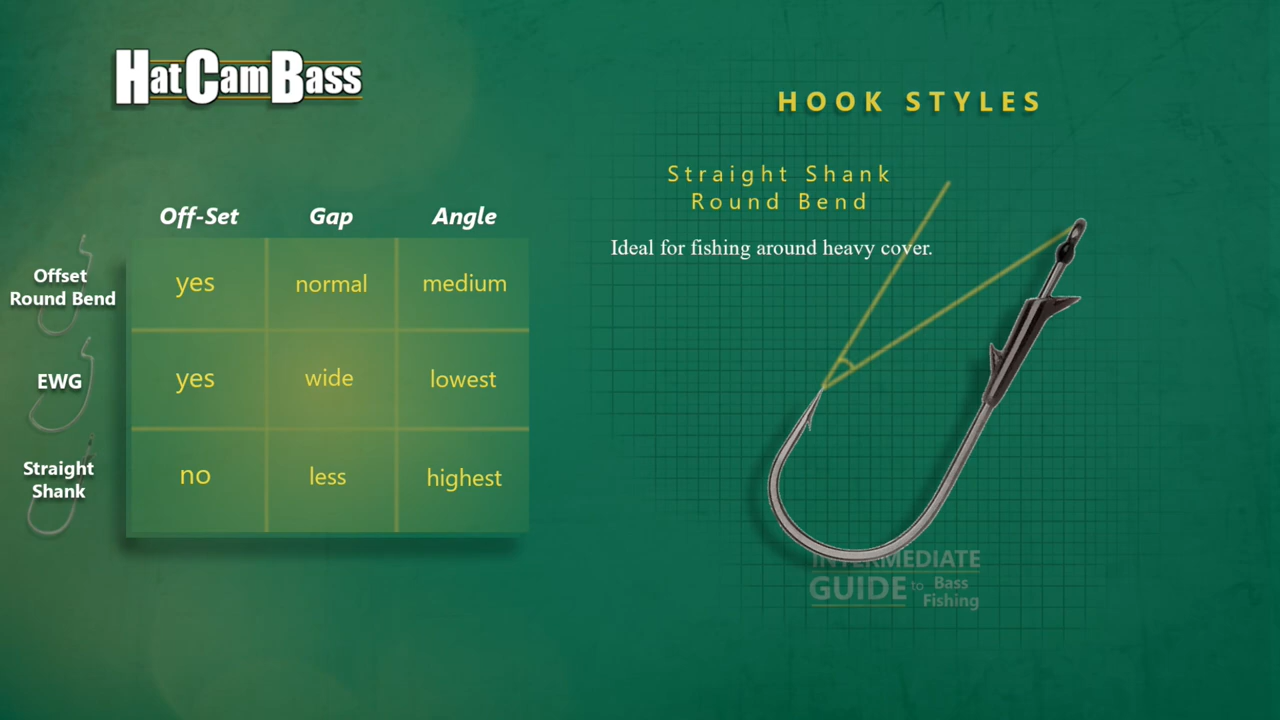 HatCamBass
HOOK STYLES
Straight Shank
Round Bend
Ideal for fishing around heavy cover.
Off-Set Gap Angle
Offset
Round Bend
yes normal medium
EWG
yes wide lowest
Straight
Shank
no less highest
INTERMEDIATE
GUIDE to Bass
Fishing